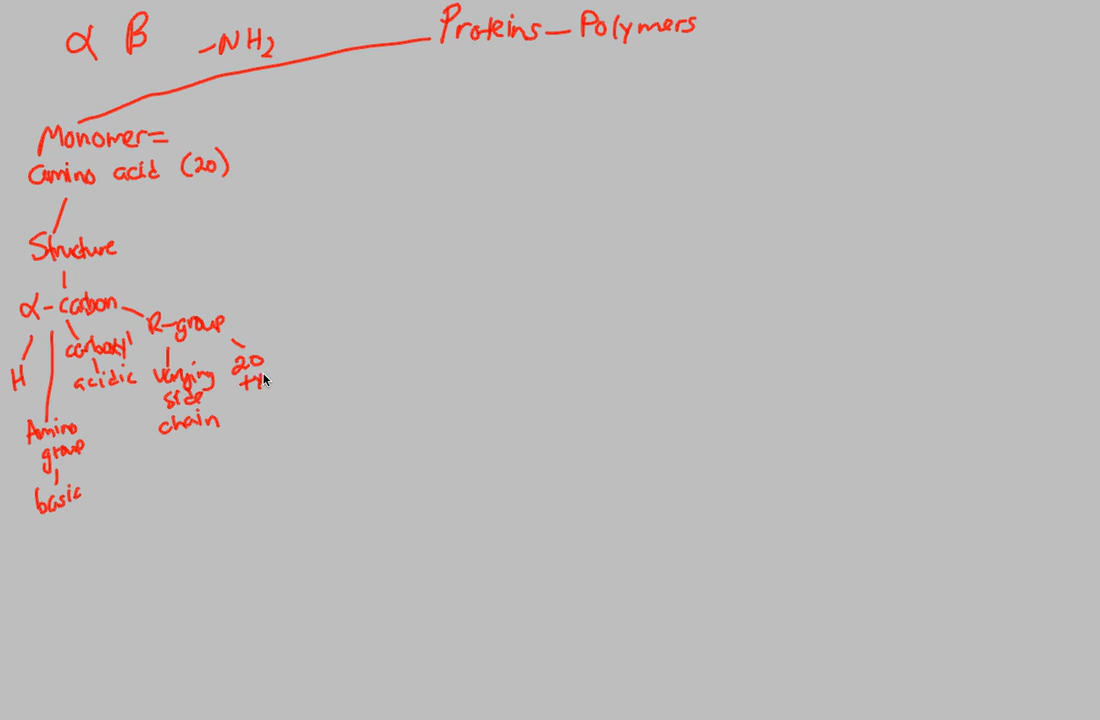 α β -NH2 Proteins - Polymers
Monomer=
amino acid (20)
Structure
α - carbon
R-group
carboxyl
acidic
H
varying
side
chain
20
ty
Amino
group
basic